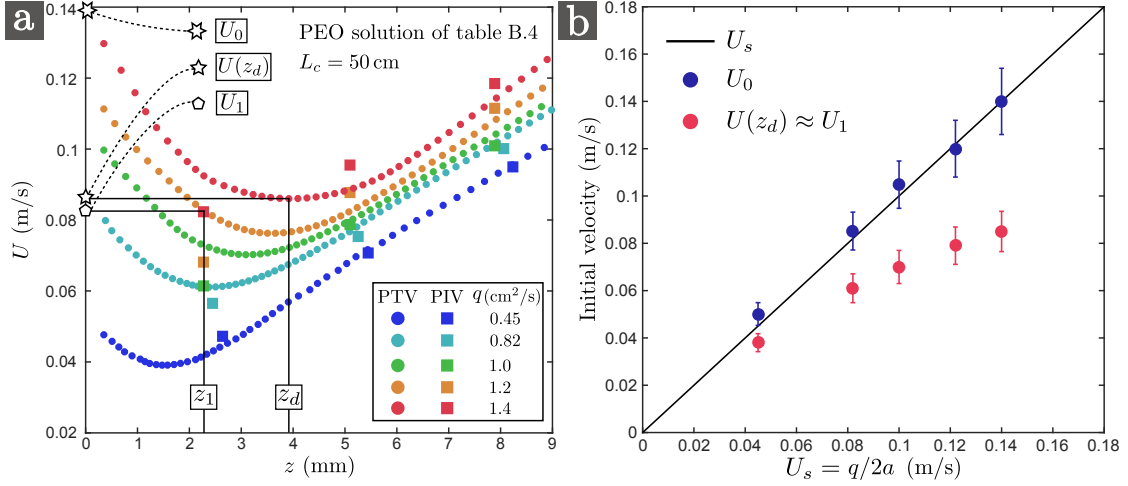 a
PEO solution of table B.4
L_c = 50 cm
U_0
U(z_d)
U_1
0.14
0.12
0.1
0.08
0.06
0.04
0.02
U (m/s)
z_1
z_d
PTV PIV q (cm²/s)
0.45
0.82
1.0
1.2
1.4
0 1 2 3 4 5 6 7 8 9
z (mm)
b
U_s
U_0
U(z_d) ≈ U_1
0.18
0.16
0.14
0.12
0.1
0.08
0.06
0.04
0.02
0
Initial velocity (m/s)
0 0.02 0.04 0.06 0.08 0.1 0.12 0.14 0.16 0.18
U_s = q/2a (m/s)